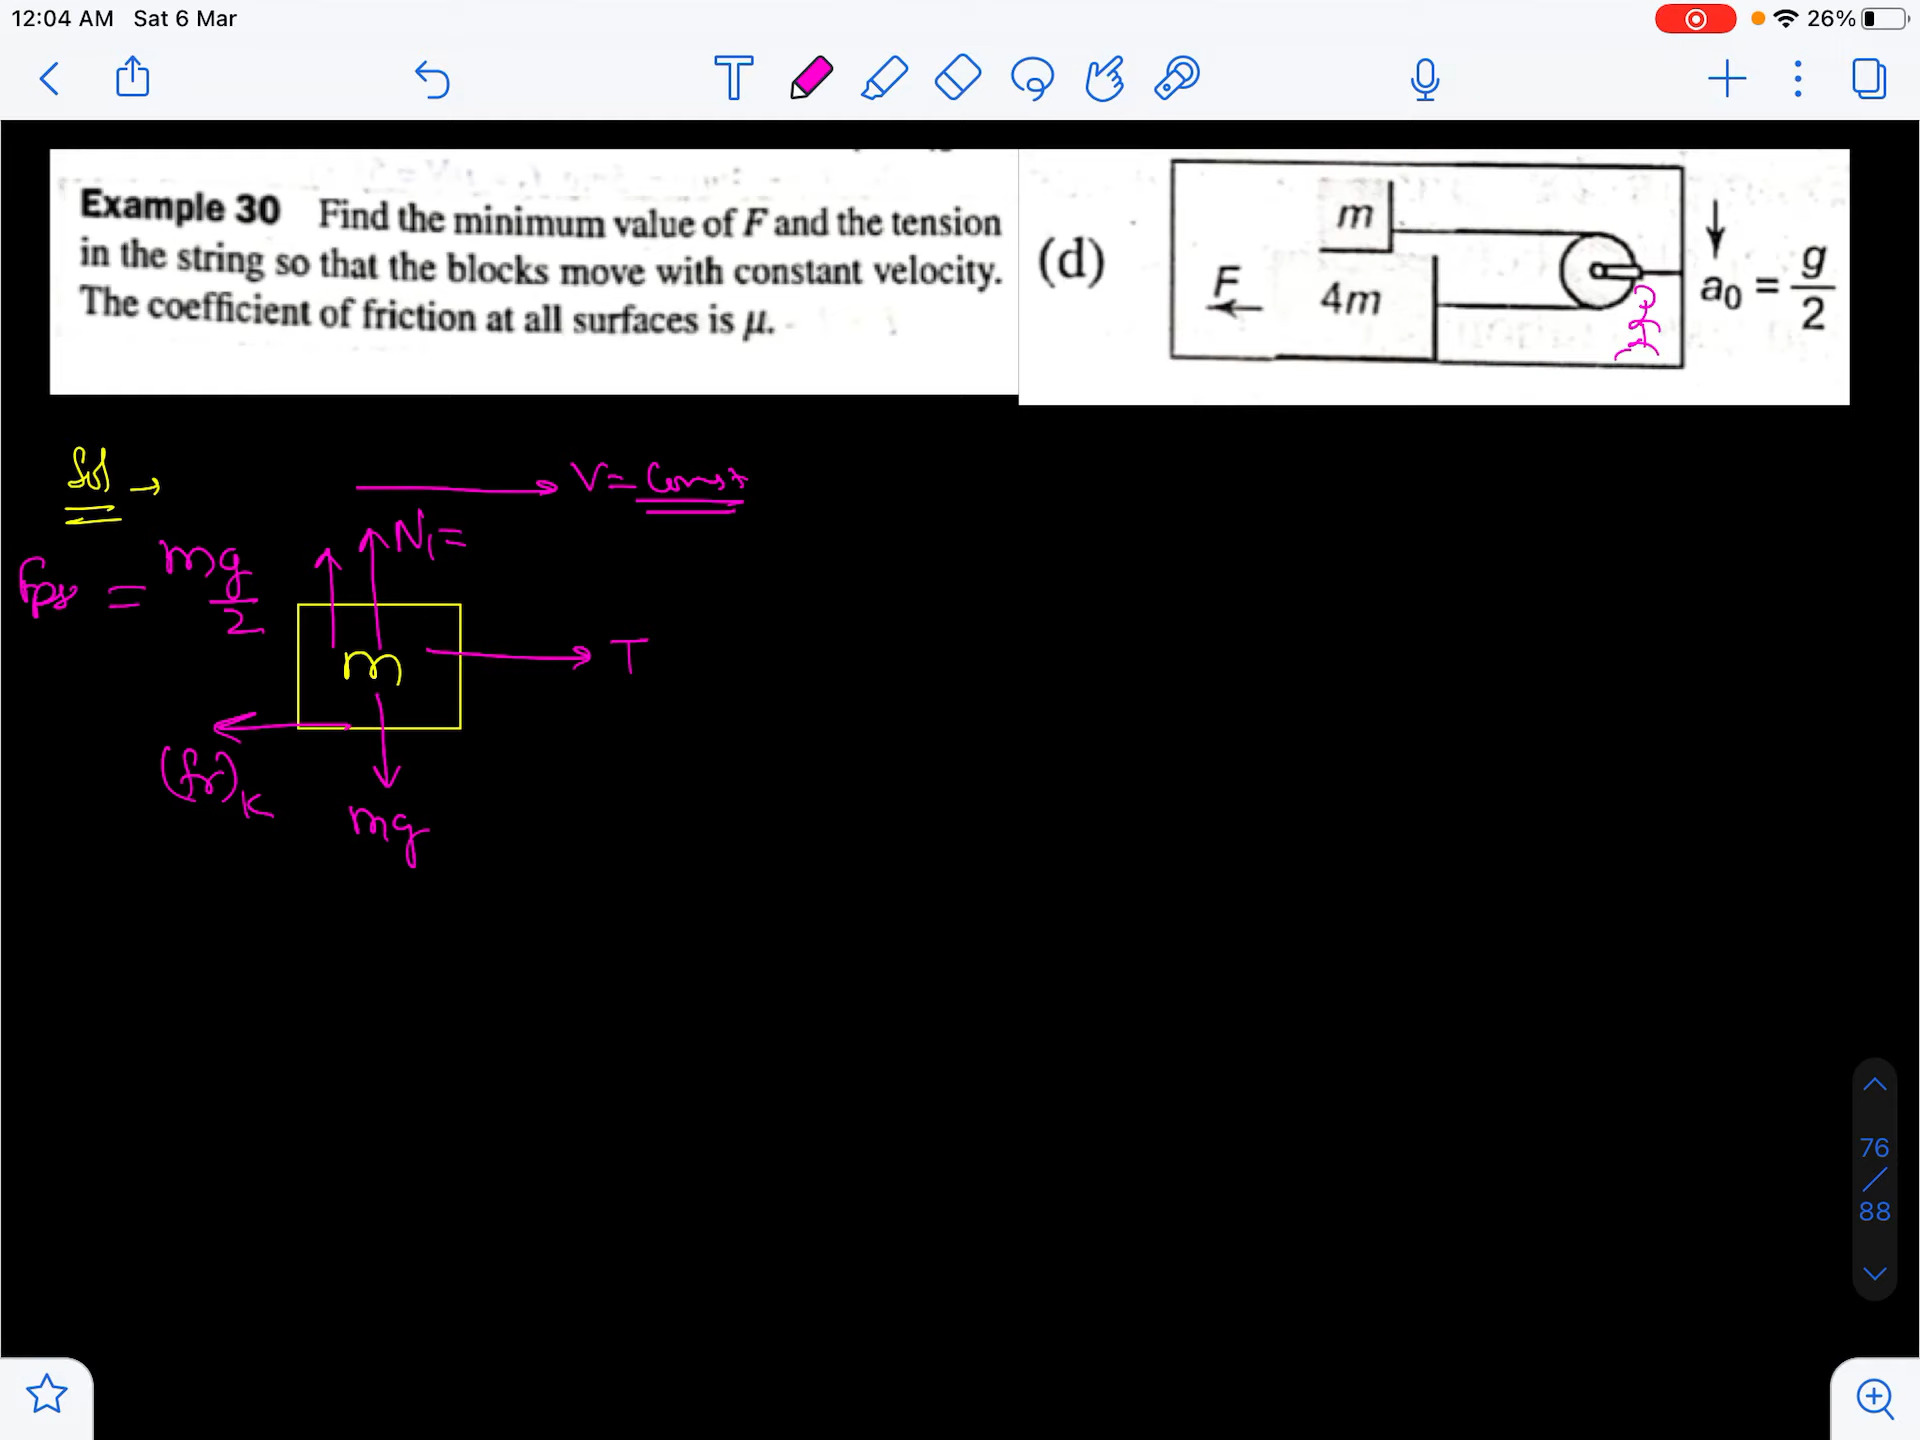 12:04 AM Sat 6 Mar
26%
Example 30 Find the minimum value of F and the tension
in the string so that the blocks move with constant velocity.
The coefficient of friction at all surfaces is μ.
(d)
m
F
4m
a0 = g/2
Sol →
V = Const
N1 =
= mg/2
m
T
(fr)K
mg
76
/
88